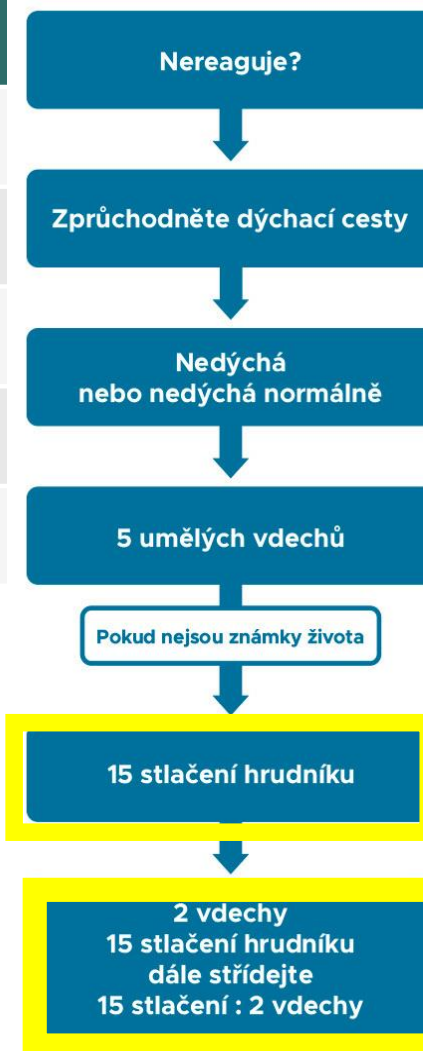 Nereaguje?
Zprůchodněte dýchací cesty
Nedýchá
nebo nedýchá normálně
5 umělých vdechů
Pokud nejsou známky života
15 stlačení hrudníku
2 vdechy
15 stlačení hrudníku
dále střídejte
15 stlačení : 2 vdechy